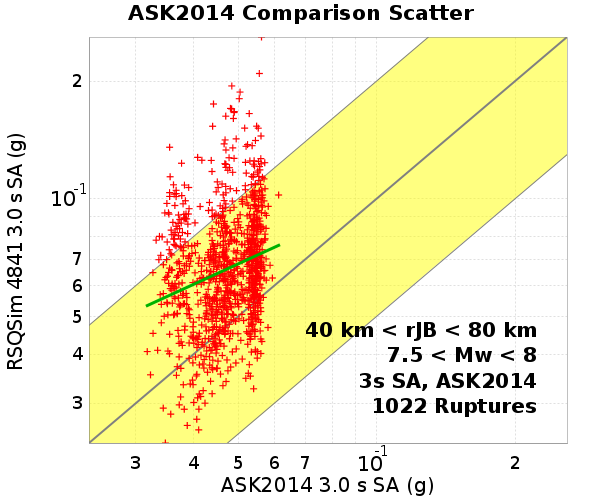 ASK2014 Comparison Scatter
RSQSim 4841 3.0 s SA (g)
2
10-1
7
6
5
4
3
40 km < rJB < 80 km
7.5 < Mw < 8
3s SA, ASK2014
1022 Ruptures
3 4 5 6 7 10-1 2
ASK2014 3.0 s SA (g)